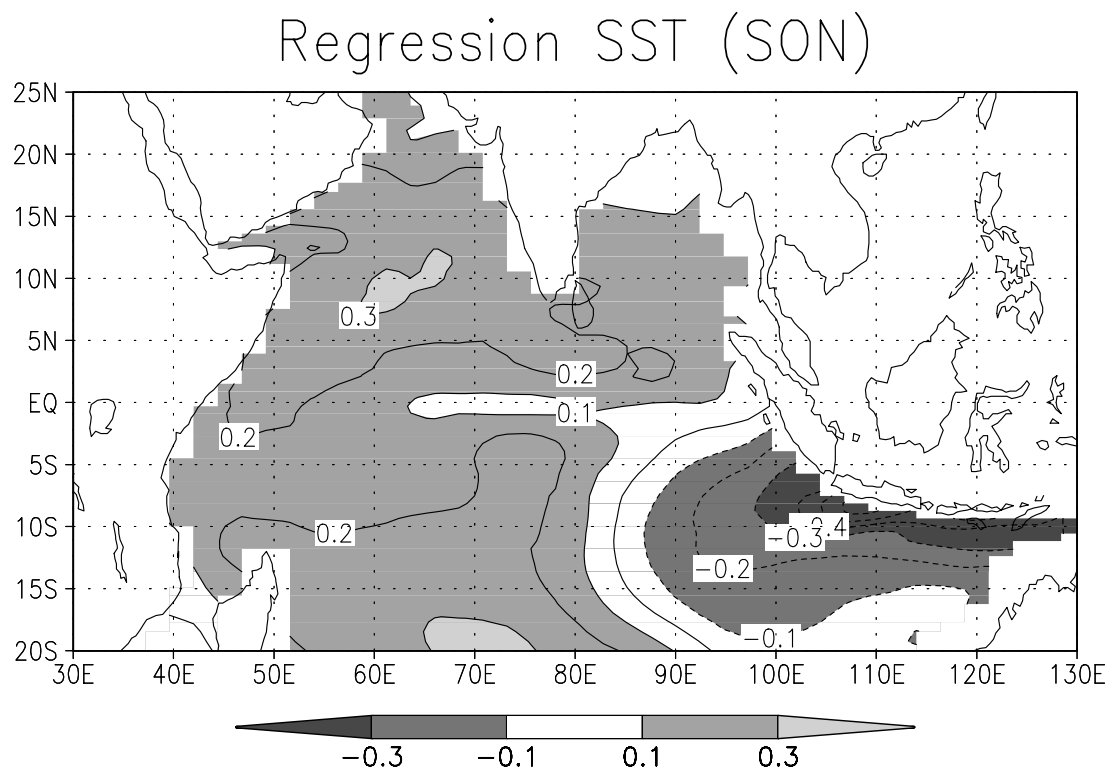 Regression SST (SON)
25N
20N
15N
10N
5N
EQ
5S
10S
15S
20S
0.3
0.2
0.1
0.2
0.2
-0.3
-0.2
-0.1
30E 40E 50E 60E 70E 80E 90E 100E 110E 120E 130E
-0.3 -0.1 0.1 0.3